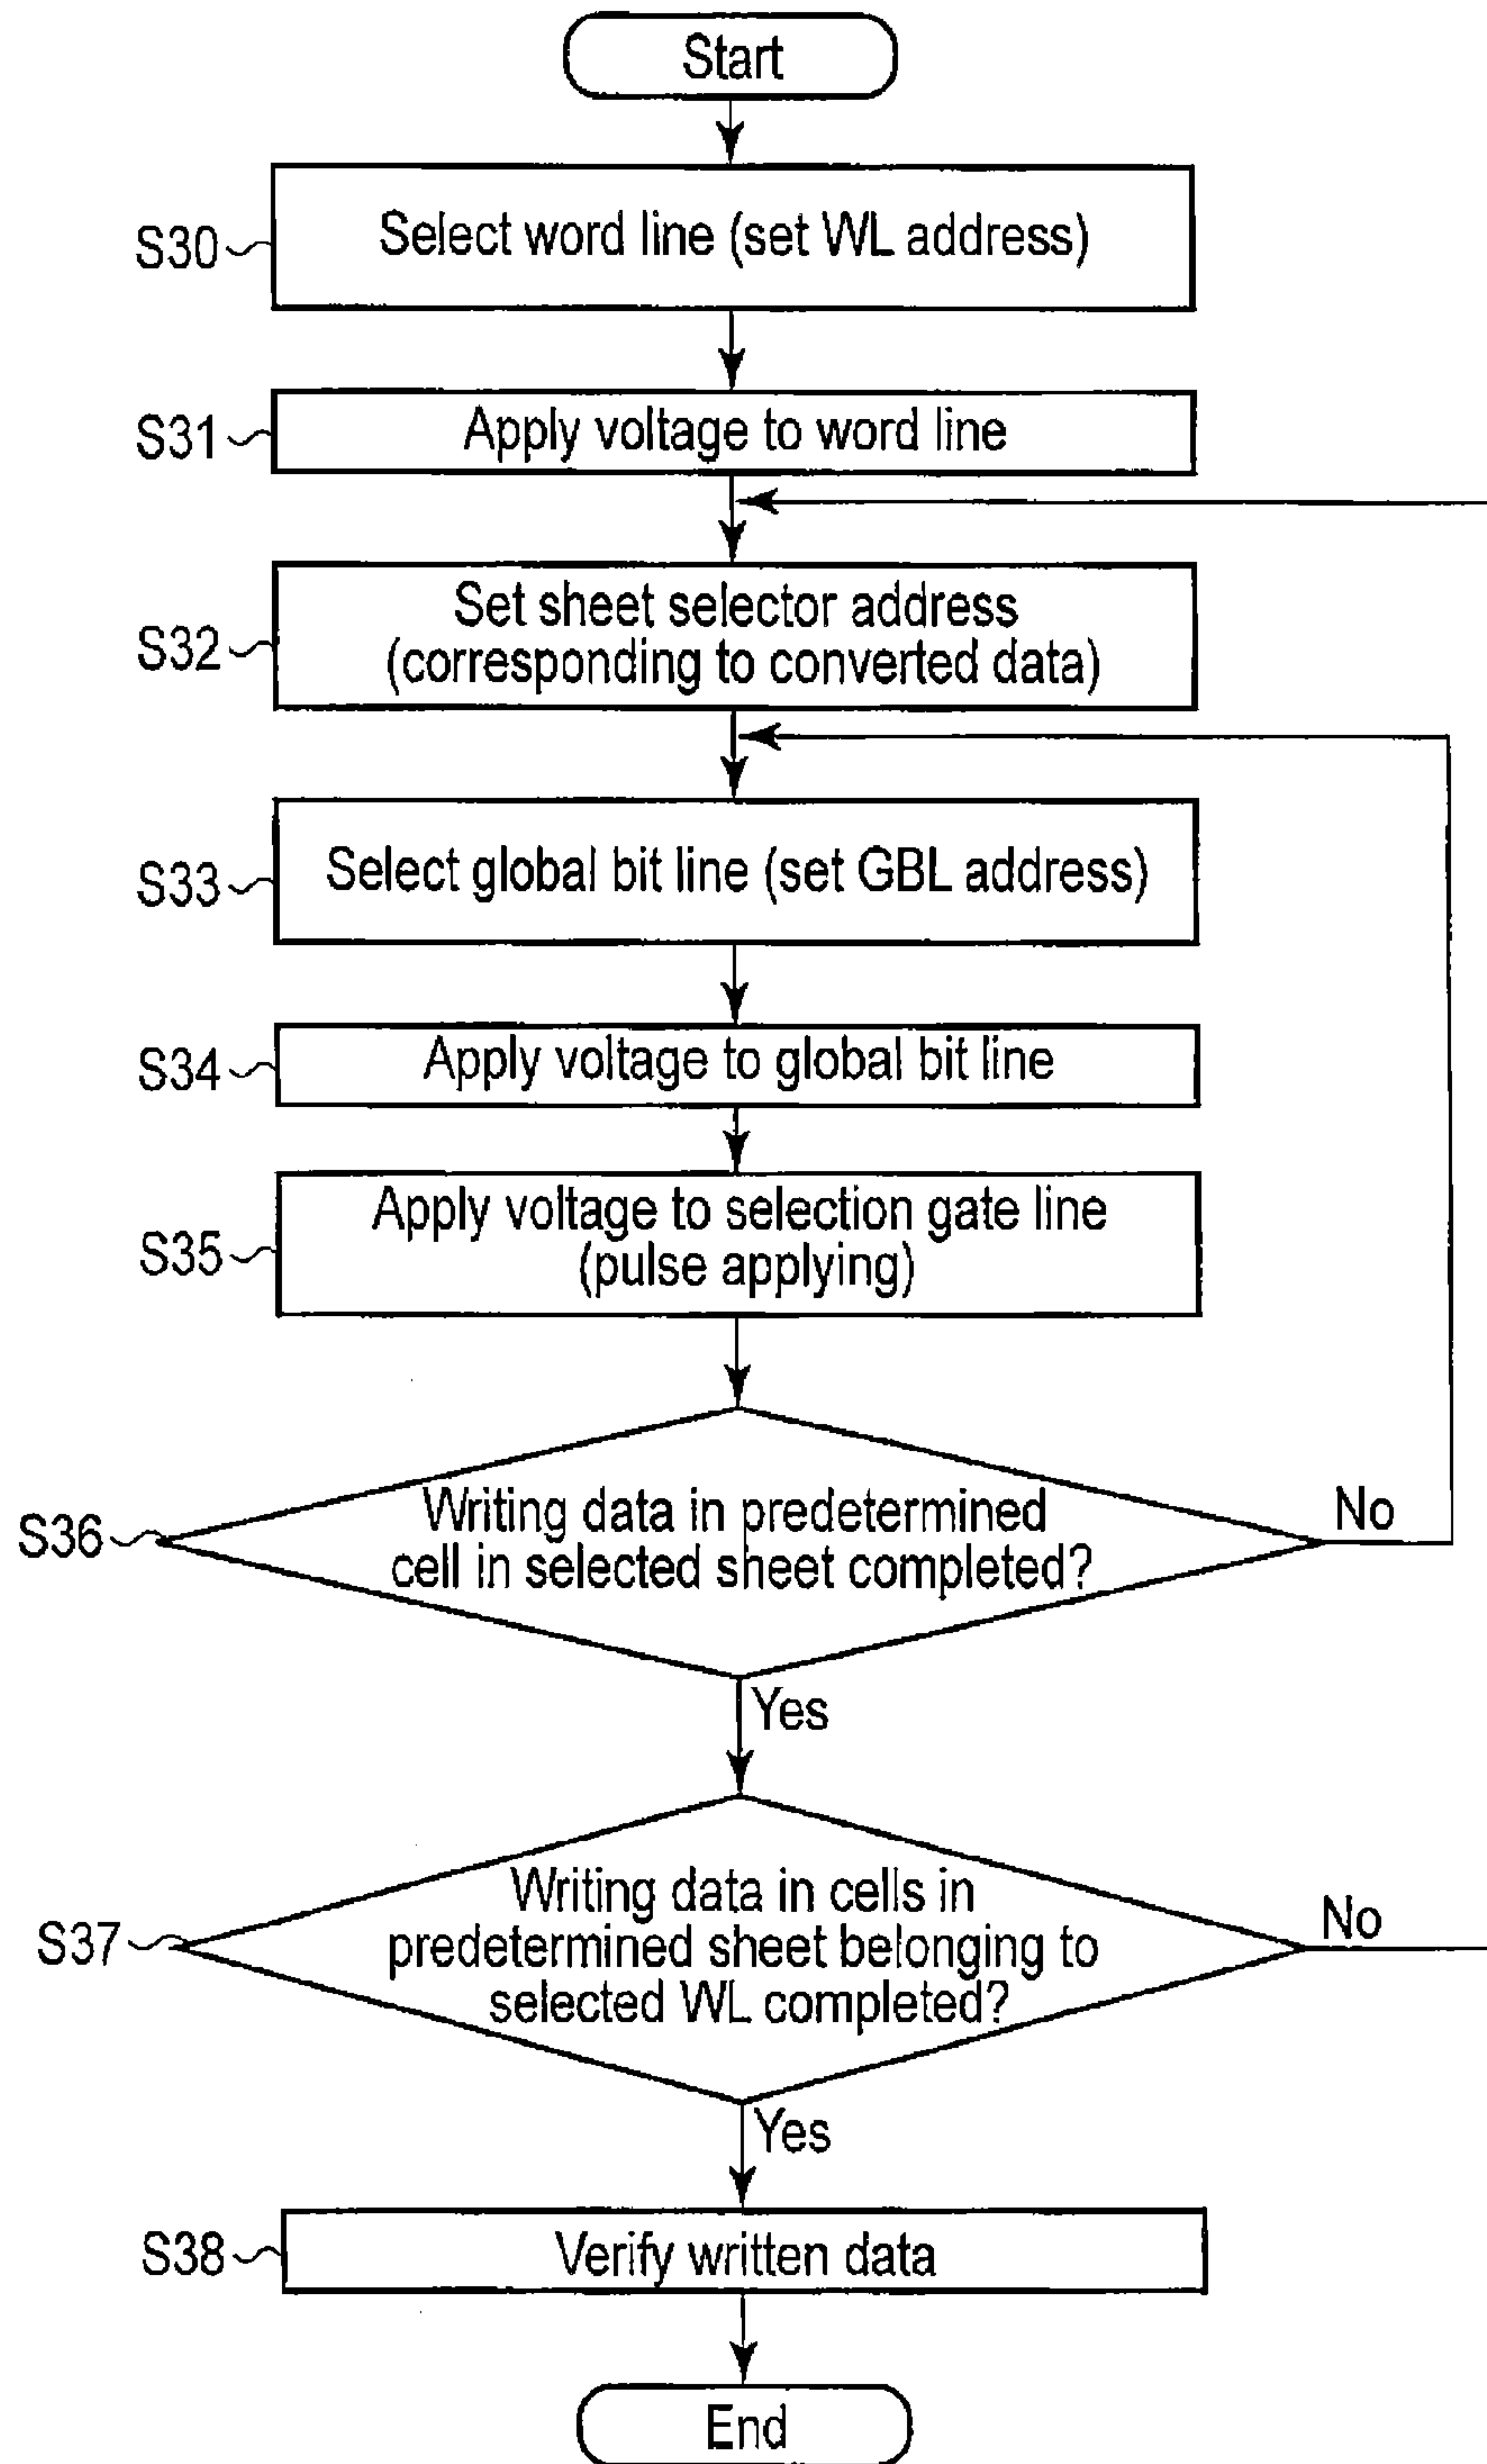 Start
S30
Select word line (set WL address)
S31
Apply voltage to word line
S32
Set sheet selector address
(corresponding to converted data)
S33
Select global bit line (set GBL address)
S34
Apply voltage to global bit line
S35
Apply voltage to selection gate line
(pulse applying)
S36
Writing data in predetermined
cell in selected sheet completed?
No
Yes
S37
Writing data in cells in
predetermined sheet belonging to
selected WL completed?
No
Yes
S38
Verify written data
End